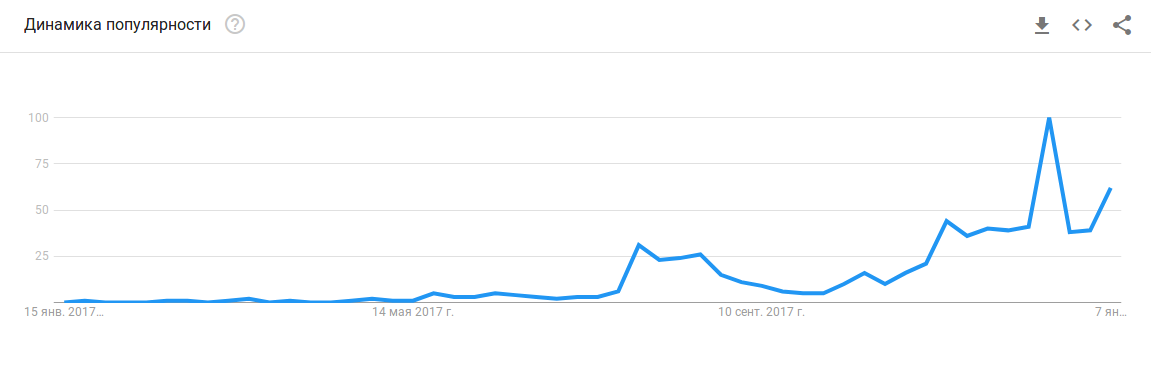 Динамика популярности
100
75
50
25
15 янв. 2017…
14 мая 2017 г.
10 сент. 2017 г.
7 ян…